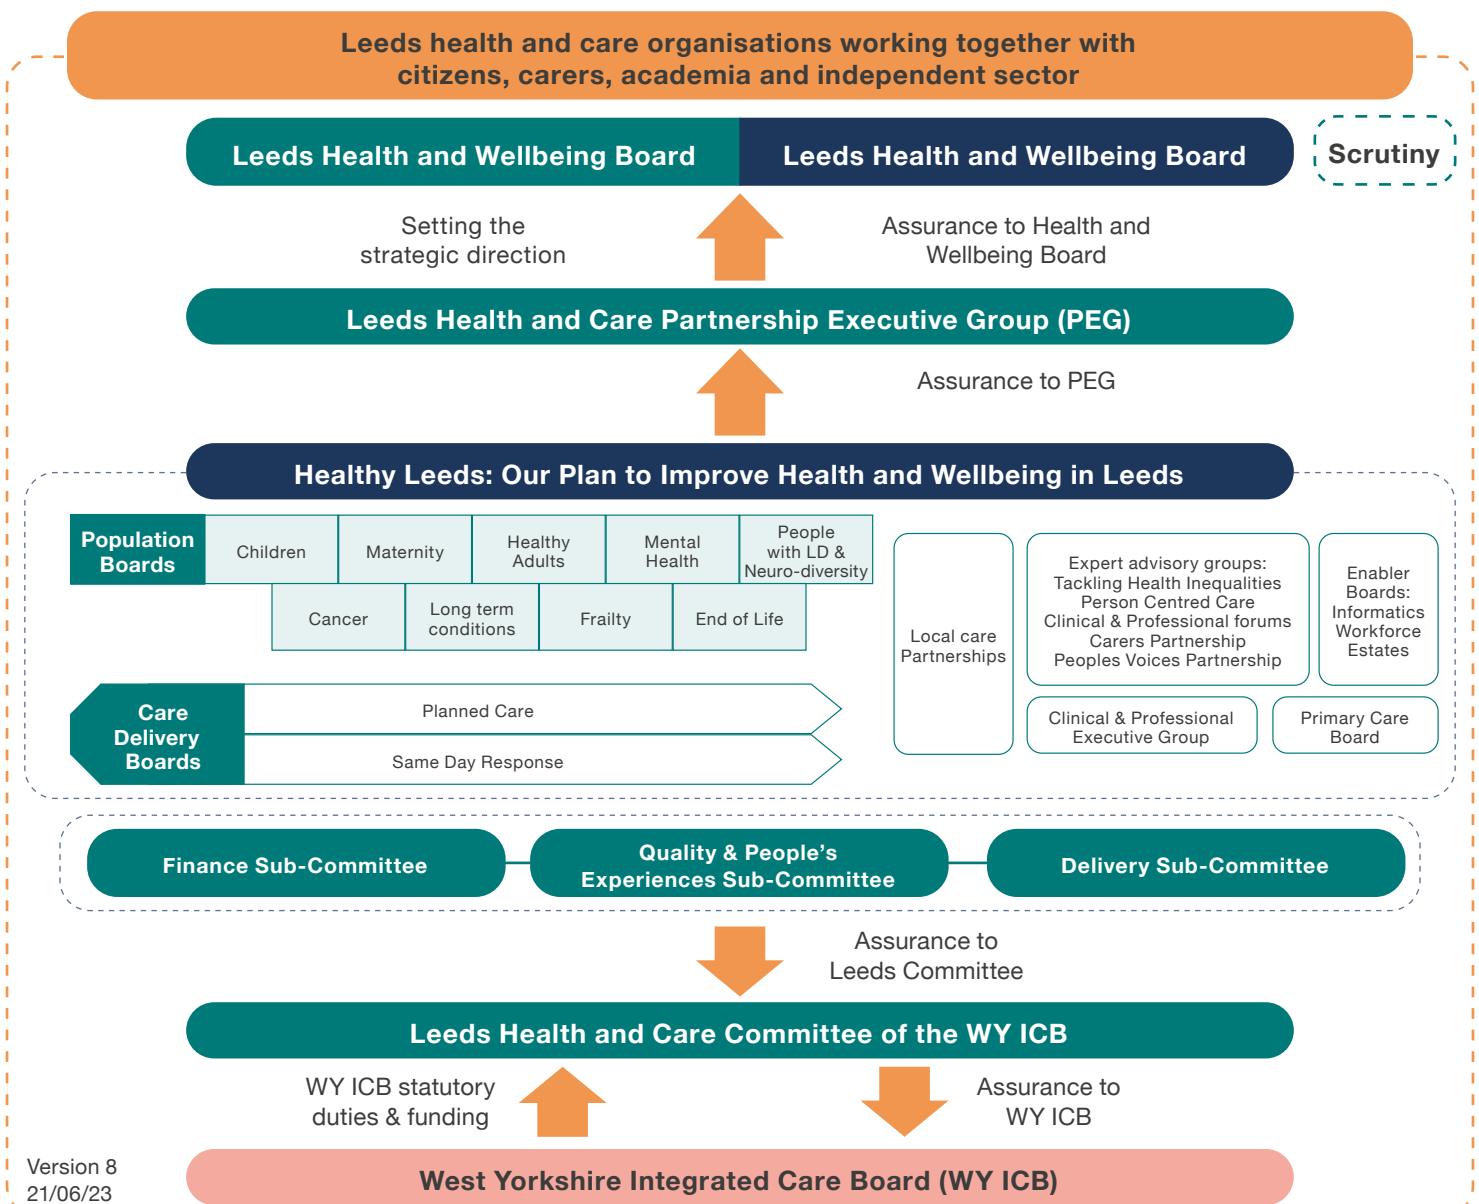 Leeds health and care organisations working together with
citizens, carers, academia and independent sector
Leeds Health and Wellbeing Board
Leeds Health and Wellbeing Board
Scrutiny
Setting the
strategic direction
Assurance to Health and
Wellbeing Board
Leeds Health and Care Partnership Executive Group (PEG)
Assurance to PEG
Healthy Leeds: Our Plan to Improve Health and Wellbeing in Leeds
Population
Boards
Children
Maternity
Healthy
Adults
Mental
Health
People
with LD &
Neuro-diversity
Cancer
Long term
conditions
Frailty
End of Life
Care
Delivery
Boards
Planned Care
Same Day Response
Local care
Partnerships
Expert advisory groups:
Tackling Health Inequalities
Person Centred Care
Clinical & Professional forums
Carers Partnership
Peoples Voices Partnership
Enabler
Boards:
Informatics
Workforce
Estates
Clinical & Professional
Executive Group
Primary Care
Board
Finance Sub-Committee
Quality & People's
Experiences Sub-Committee
Delivery Sub-Committee
Assurance to
Leeds Committee
Leeds Health and Care Committee of the WY ICB
WY ICB statutory
duties & funding
Assurance to
WY ICB
West Yorkshire Integrated Care Board (WY ICB)
Version 8
21/06/23